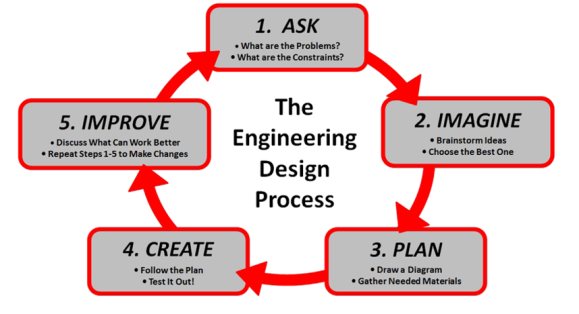 1. ASK
• What are the Problems?
• What are the Constraints?
2. IMAGINE
• Brainstorm Ideas
• Choose the Best One
3. PLAN
• Draw a Diagram
• Gather Needed Materials
4. CREATE
• Follow the Plan
• Test It Out!
5. IMPROVE
• Discuss What Can Work Better
• Repeat Steps 1-5 to Make Changes
The
Engineering
Design
Process